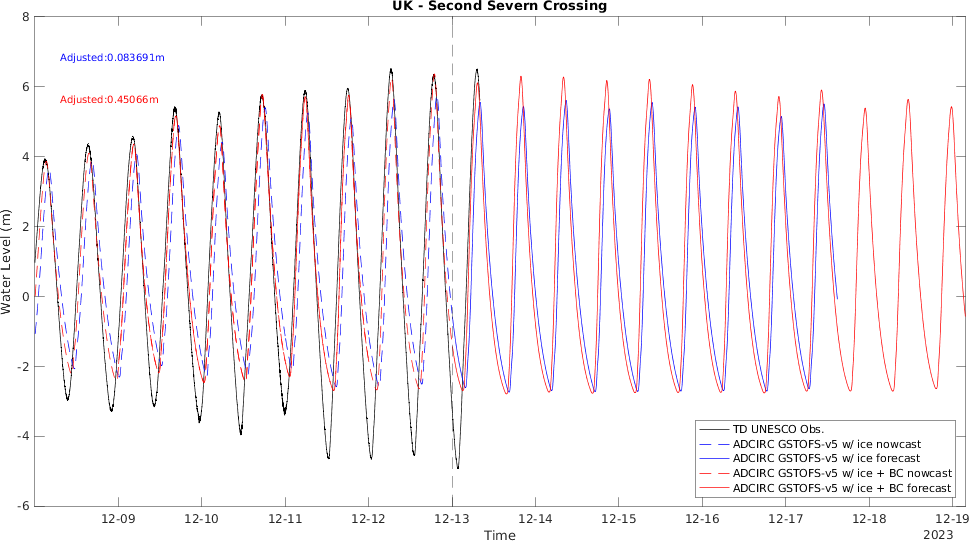 UK - Second Severn Crossing
8
6
4
2
0
-2
-4
-6
Water Level (m)
Adjusted:0.083691m
Adjusted:0.45066m
TD UNESCO Obs.
ADCIRC GSTOFS-v5 w/ ice nowcast
ADCIRC GSTOFS-v5 w/ ice forecast
ADCIRC GSTOFS-v5 w/ ice + BC nowcast
ADCIRC GSTOFS-v5 w/ ice + BC forecast
12-09 12-10 12-11 12-12 12-13 12-14 12-15 12-16 12-17 12-18 12-19
Time
2023